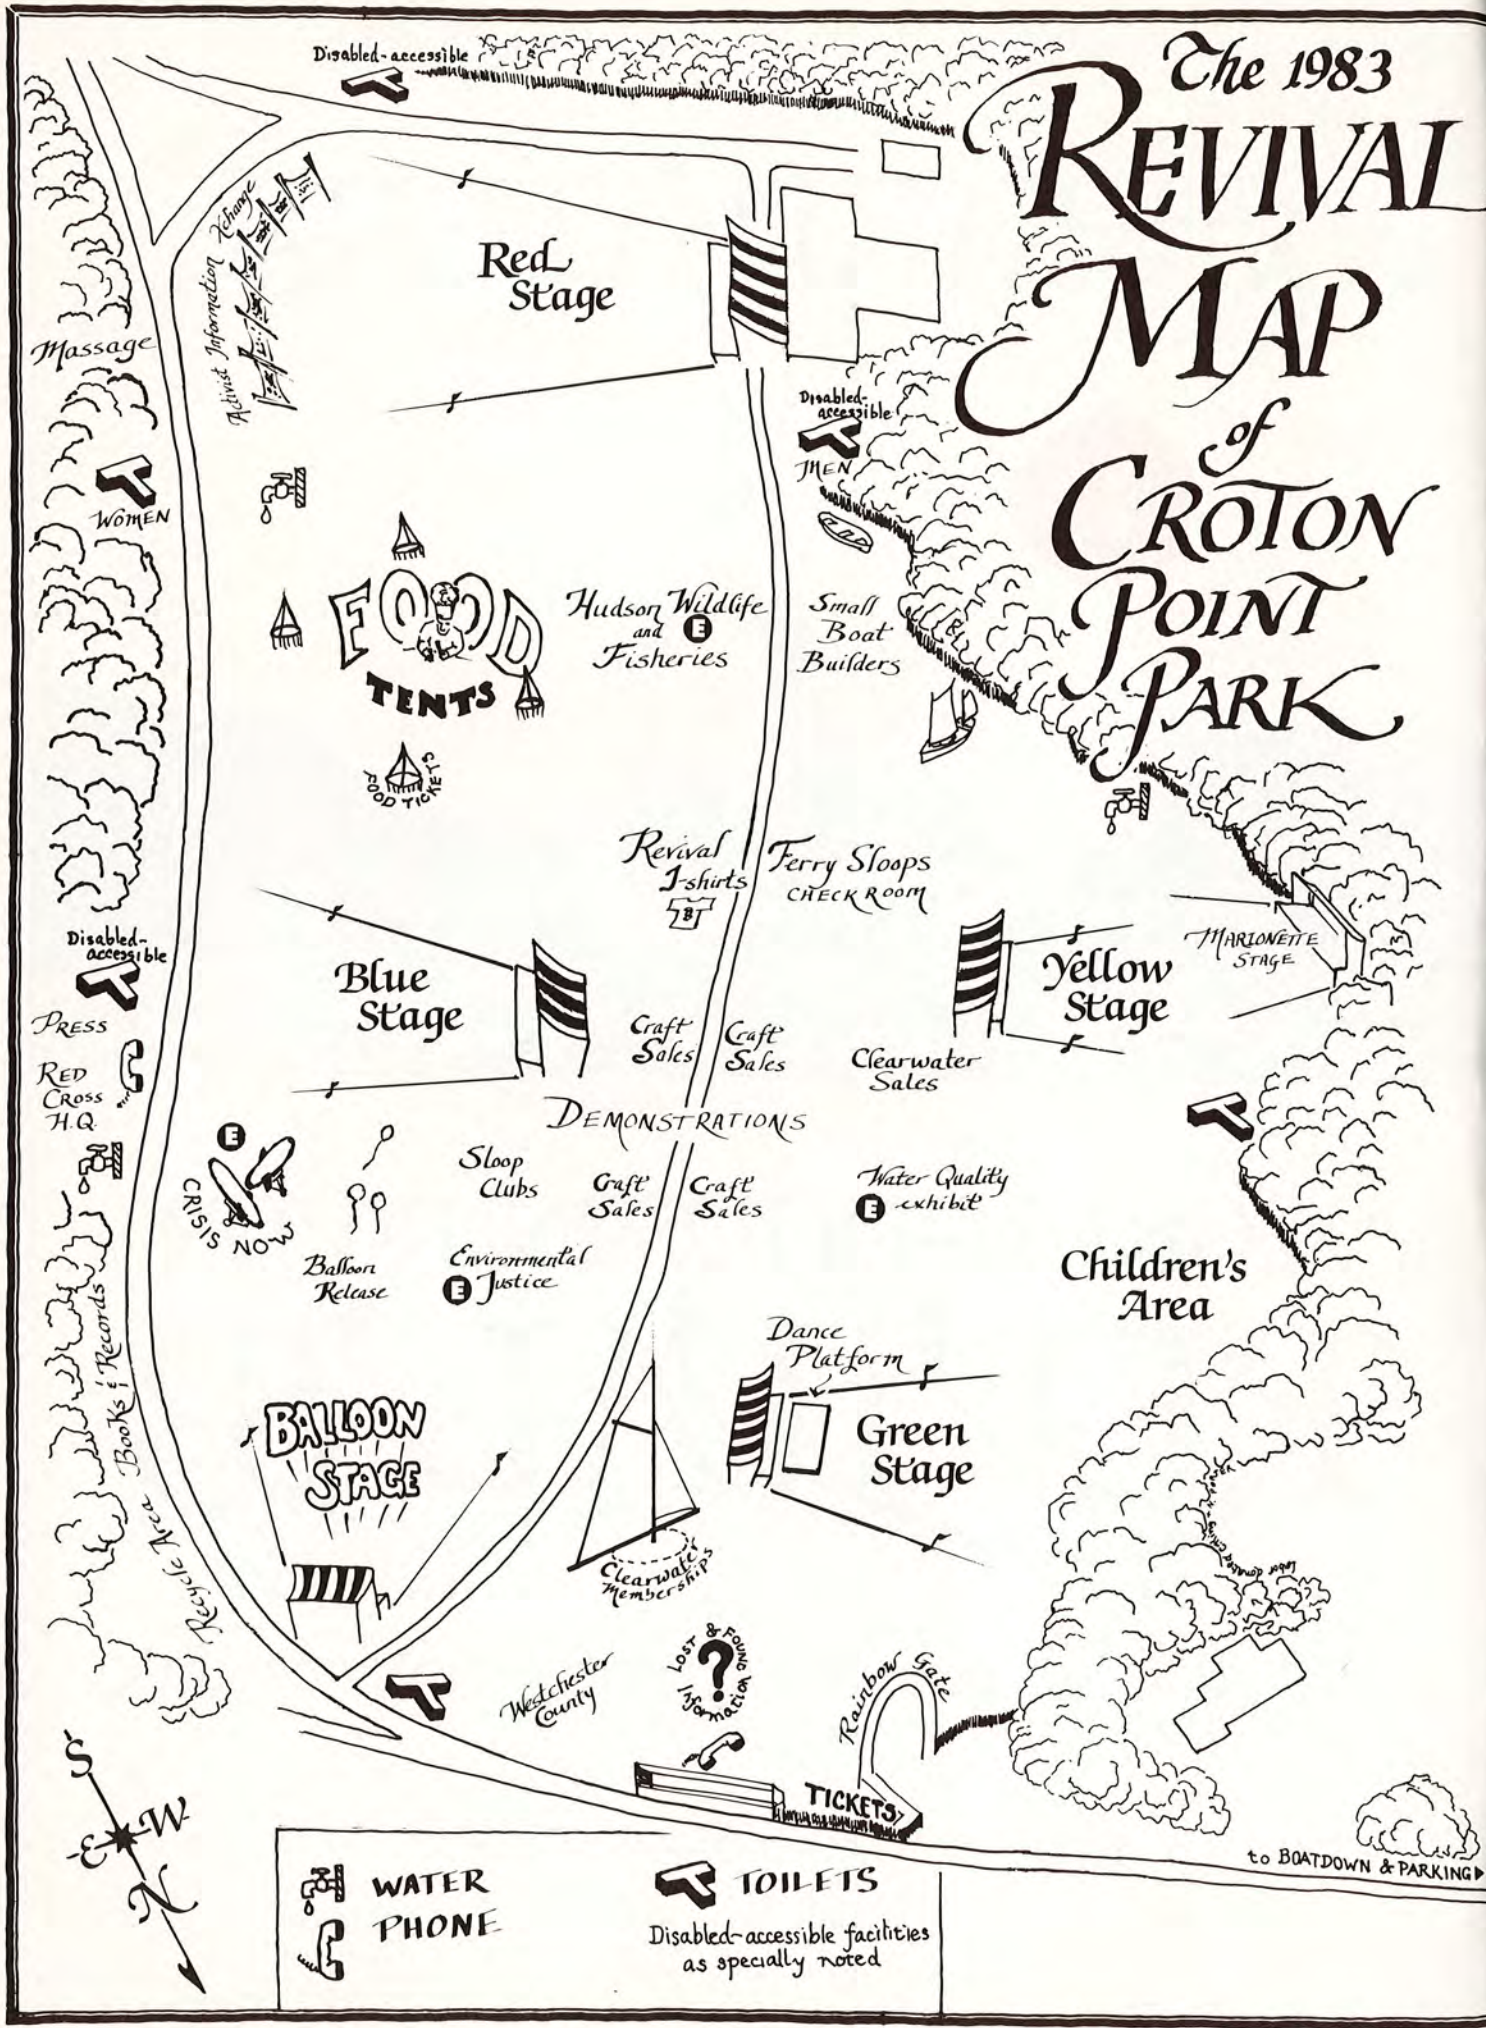 The 1983
REVIVAL
MAP
of
CROTON
POINT
PARK
Disabled-accessible
Activist Information Xchange
Red
Stage
Massage
WOMEN
Disabled-
accessible
MEN
FOOD
TENTS
FOOD TICKETS
Hudson Wildlife
and E
Fisheries
Small
Boat
Builders
Revival
T-shirts
Ferry Sloops
CHECK ROOM
Blue
Stage
Yellow
Stage
MARIONETTE
STAGE
Disabled-
accessible
PRESS
RED
CROSS
H.Q.
Craft
Sales
Craft
Sales
Clearwater
Sales
DEMONSTRATIONS
E
CRISIS NOW
Sloop
Clubs
Craft
Sales
Craft
Sales
Water Quality
E exhibit
Balloon
Release
Environmental
E Justice
Children's
Area
Books & Records
Recycle Area
BALLOON
STAGE
Dance
Platform
Green
Stage
Clearwater
Memberships
Westchester
County
LOST & FOUND
?
Information
Rainbow Gate
TICKETS
to BOATDOWN & PARKING
S
W
E
N
WATER
PHONE
TOILETS
Disabled-accessible facilities
as specially noted